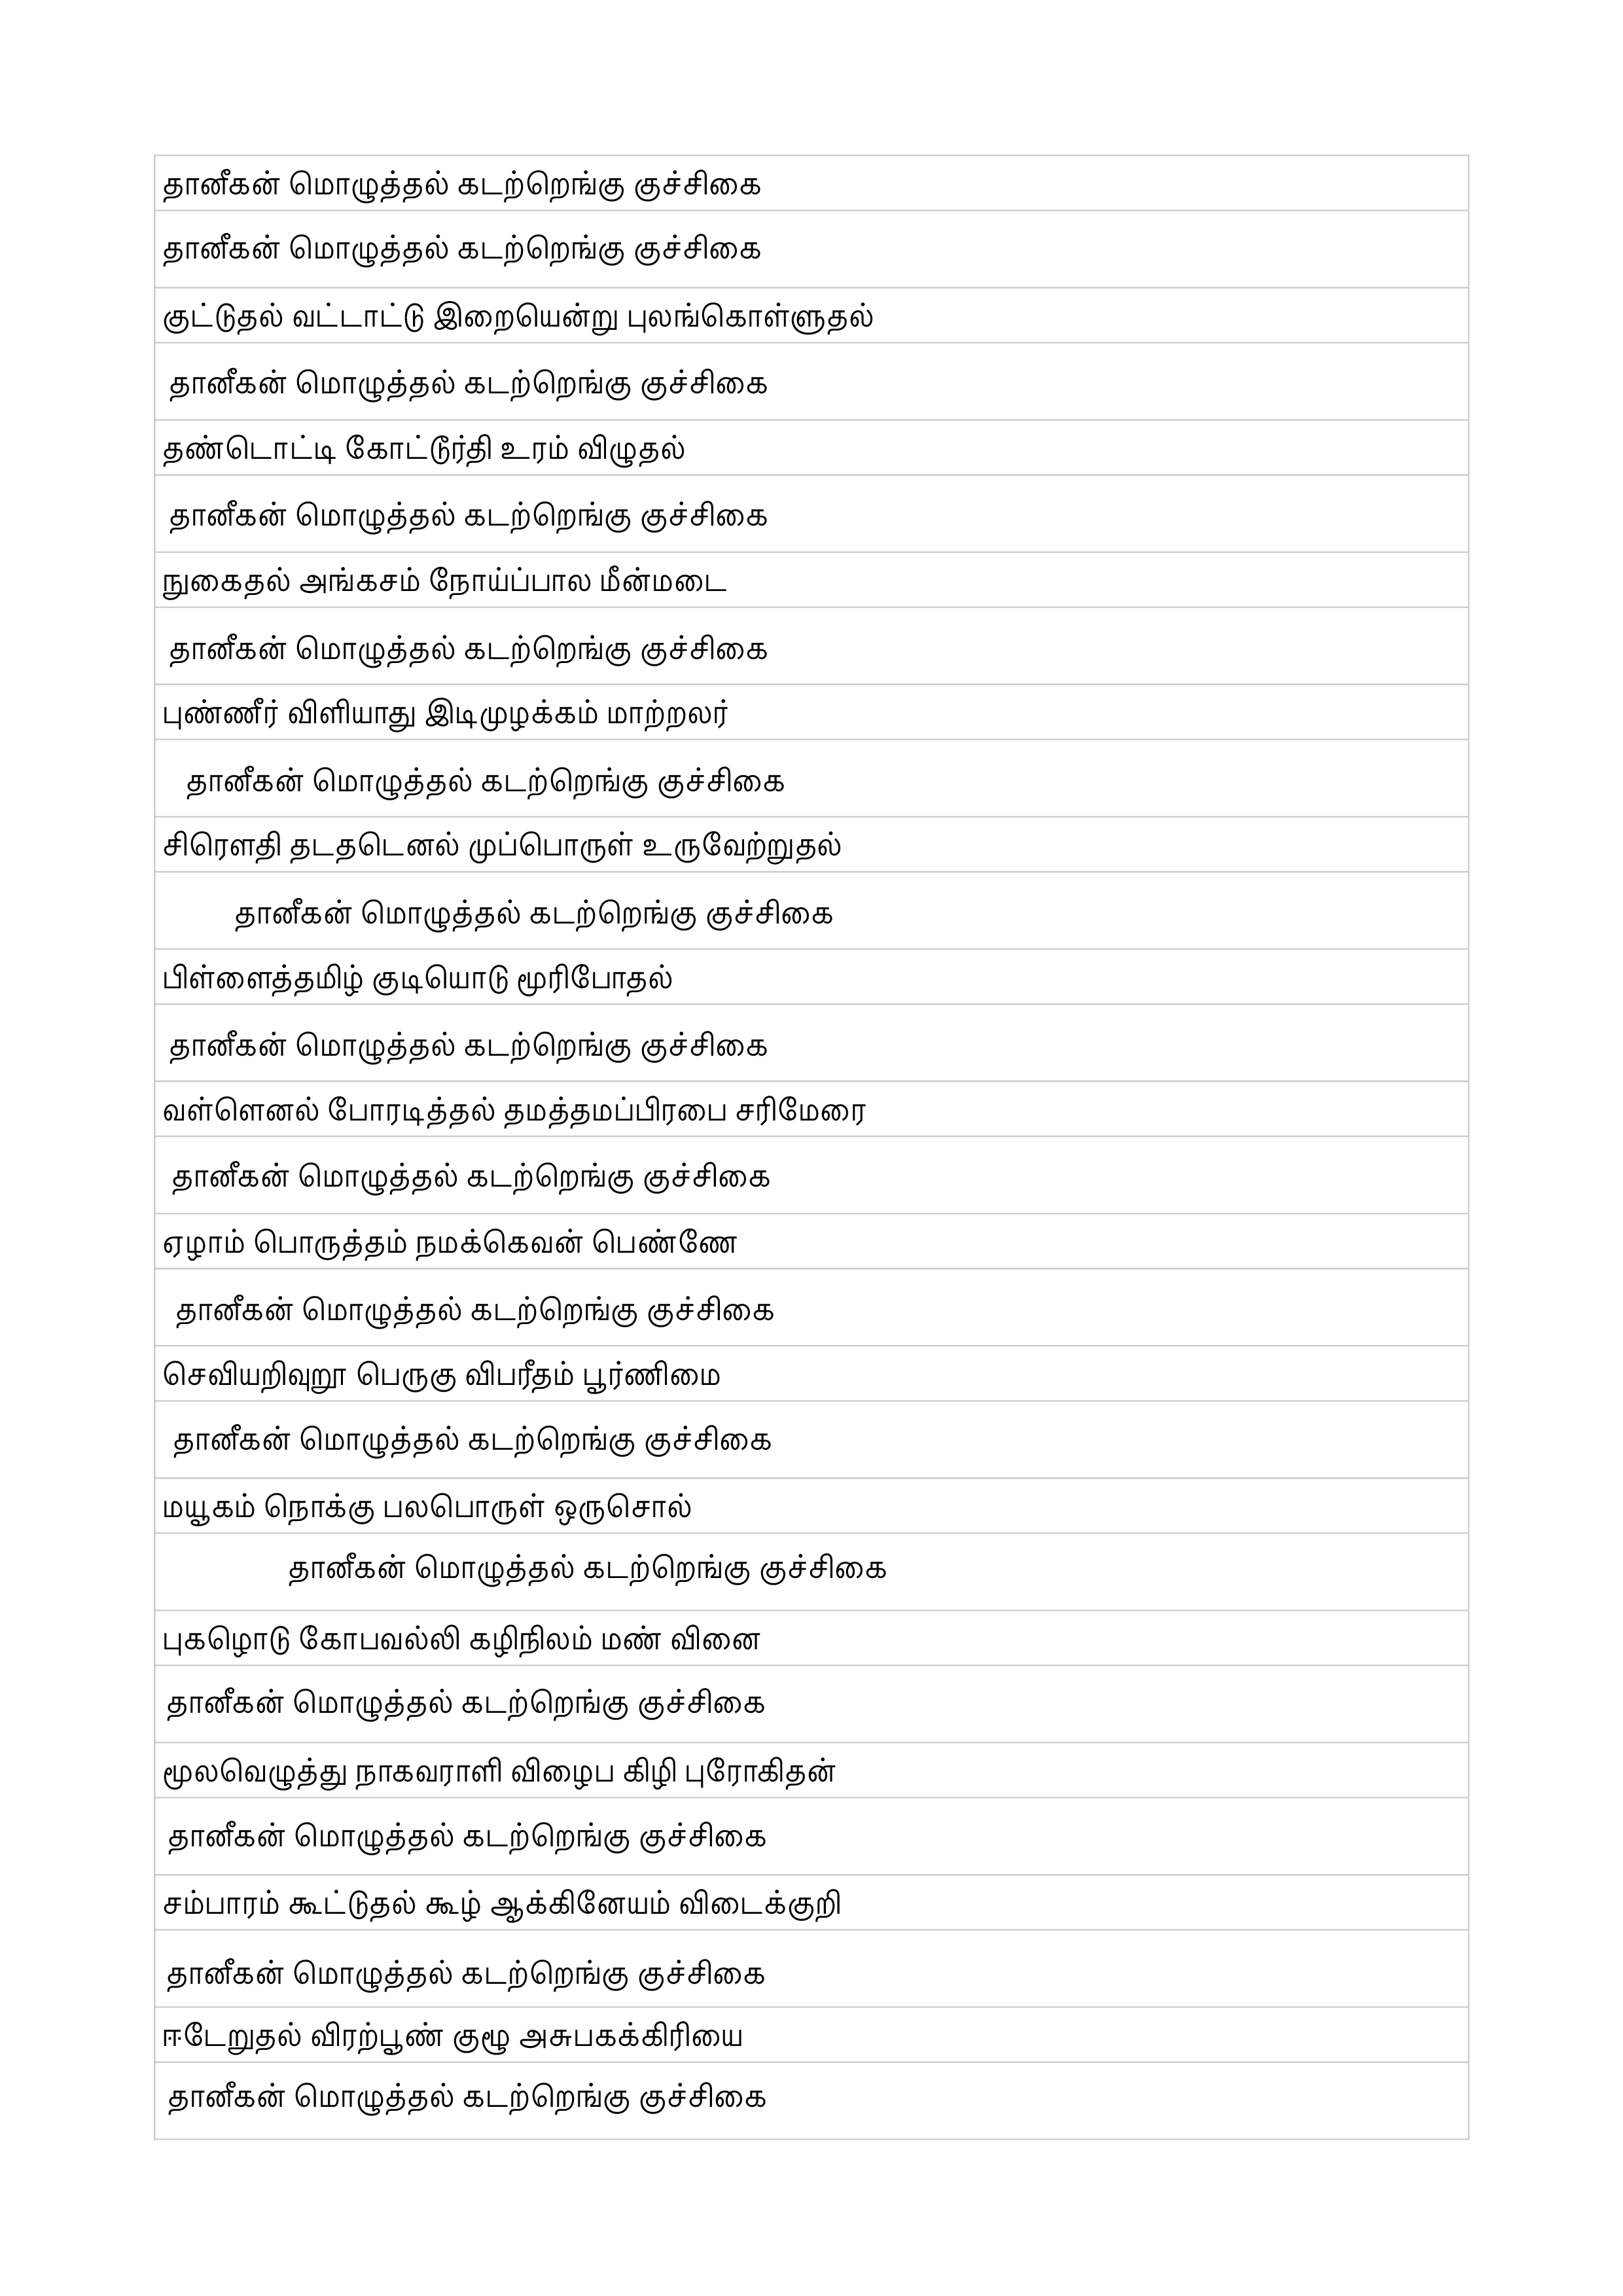 தானீகன் மொழுத்தல் கடற்றெங்கு குச்சிகை
தானீகன் மொழுத்தல் கடற்றெங்கு குச்சிகை
குட்டுதல் வட்டாட்டு இறையென்று புலங்கொள்ளுதல்
தானீகன் மொழுத்தல் கடற்றெங்கு குச்சிகை
தண்டொட்டி கோட்டூர்தி உரம் விழுதல்
தானீகன் மொழுத்தல் கடற்றெங்கு குச்சிகை
நுகைதல் அங்கசம் நோய்ப்பால மீன்மடை
தானீகன் மொழுத்தல் கடற்றெங்கு குச்சிகை
புண்ணீர் விளியாது இடிமுழக்கம் மாற்றலர்
தானீகன் மொழுத்தல் கடற்றெங்கு குச்சிகை
சிரௌதி தடதடெனல் முப்பொருள் உருவேற்றுதல்
தானீகன் மொழுத்தல் கடற்றெங்கு குச்சிகை
பிள்ளைத்தமிழ் குடியொடு மூரிபோதல்
தானீகன் மொழுத்தல் கடற்றெங்கு குச்சிகை
வள்ளெனல் போரடித்தல் தமத்தமப்பிரபை சரிமேரை
தானீகன் மொழுத்தல் கடற்றெங்கு குச்சிகை
ஏழாம் பொருத்தம் நமக்கெவன் பெண்ணே
தானீகன் மொழுத்தல் கடற்றெங்கு குச்சிகை
செவியறிவுறூ பெருகு விபரீதம் பூர்ணிமை
தானீகன் மொழுத்தல் கடற்றெங்கு குச்சிகை
மயூகம் நொக்கு பலபொருள் ஒருசொல்
தானீகன் மொழுத்தல் கடற்றெங்கு குச்சிகை
புகழொடு கோபவல்லி கழிநிலம் மண் வினை
தானீகன் மொழுத்தல் கடற்றெங்கு குச்சிகை
மூலவெழுத்து நாகவராளி விழைப கிழி புரோகிதன்
தானீகன் மொழுத்தல் கடற்றெங்கு குச்சிகை
சம்பாரம் கூட்டுதல் கூழ் ஆக்கினேயம் விடைக்குறி
தானீகன் மொழுத்தல் கடற்றெங்கு குச்சிகை
ஈடேறுதல் விரற்பூண் குழூ அசுபகக்கிரியை
தானீகன் மொழுத்தல் கடற்றெங்கு குச்சிகை